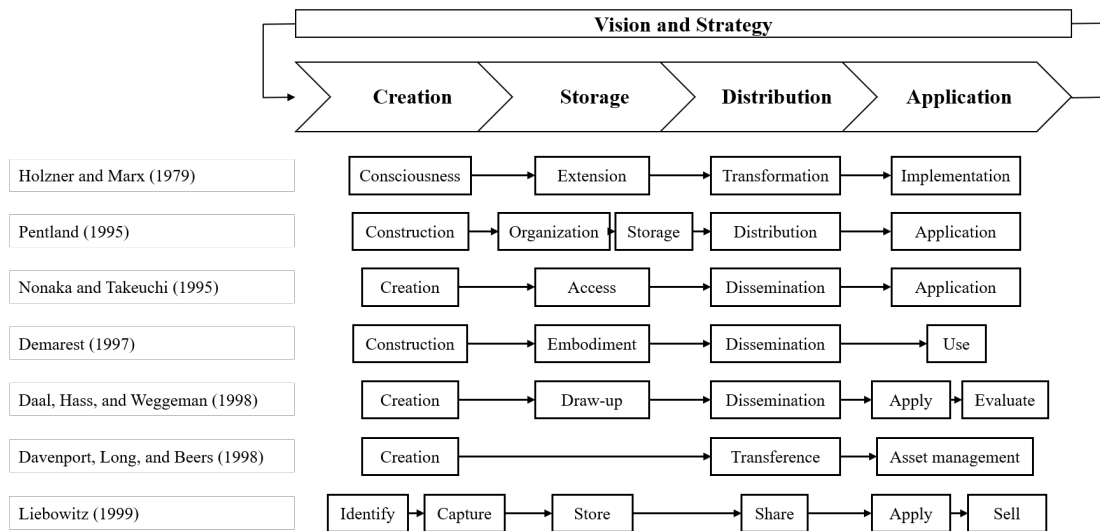 Vision and Strategy
Creation Storage Distribution Application
Holzner and Marx (1979) Consciousness Extension Transformation Implementation
Pentland (1995) Construction Organization Storage Distribution Application
Nonaka and Takeuchi (1995) Creation Access Dissemination Application
Demarest (1997) Construction Embodiment Dissemination Use
Daal, Hass, and Weggeman (1998) Creation Draw-up Dissemination Apply Evaluate
Davenport, Long, and Beers (1998) Creation Transference Asset management
Liebowitz (1999) Identify Capture Store Share Apply Sell